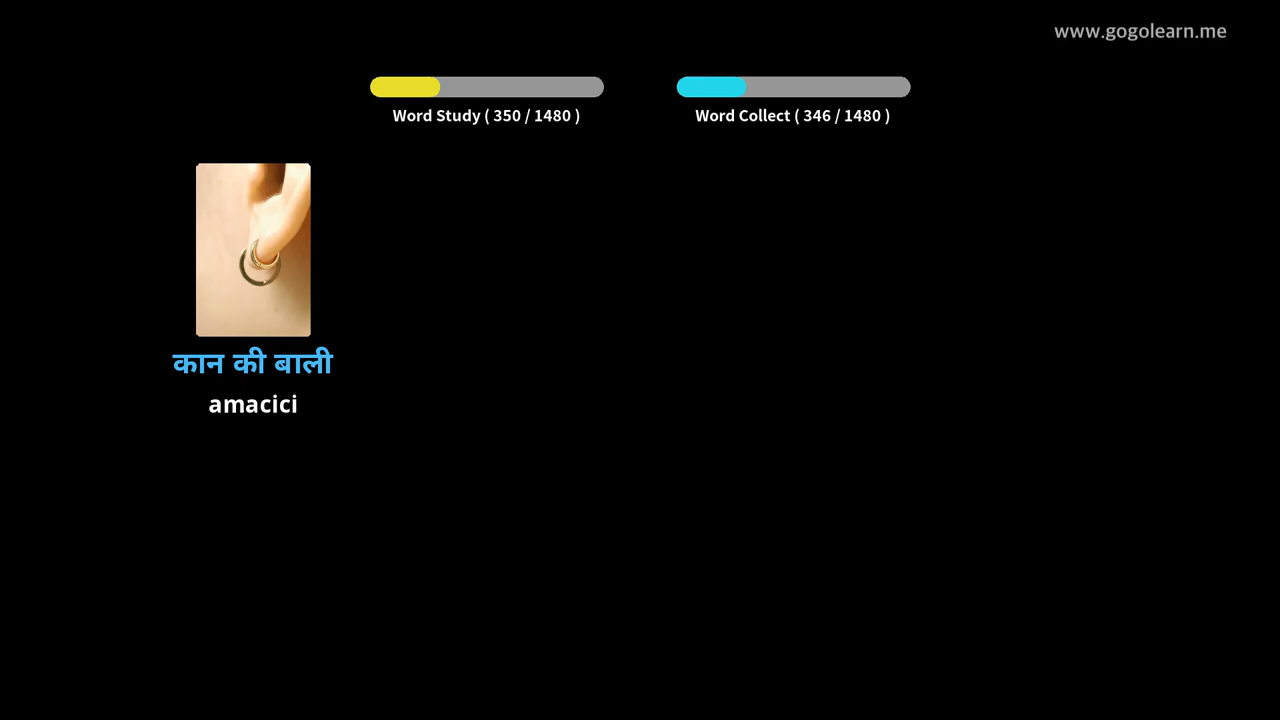 www.gogolearn.me
Word Study ( 350 / 1480 )
Word Collect ( 346 / 1480 )
कान की बाली
amacici